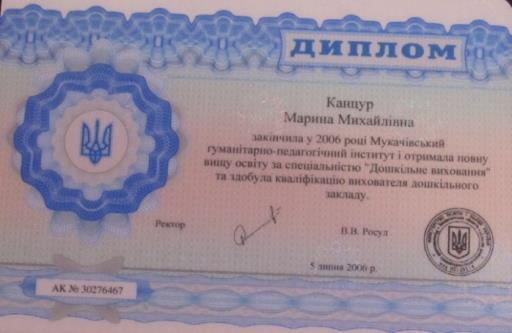 ДИПЛОМ
Канцур
Марина Михайлівна
закінчила у 2006 році Мукачівський
гуманітарно-педагогічний інститут і отримала повну
вищу освіту за спеціальністю "Дошкільне виховання"
та здобула кваліфікацію вихователя дошкільного
закладу.
Ректор В.В. Росул
5 липня 2006 р.
АК № 30276467